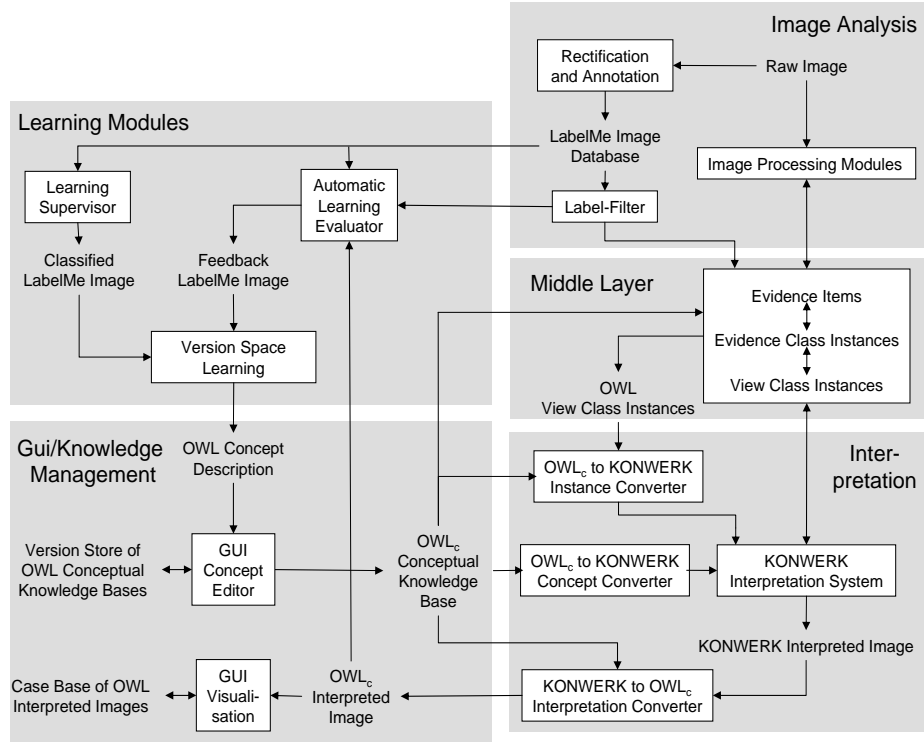 Image Analysis
Rectification
and Annotation
Raw Image
LabelMe Image
Database
Image Processing Modules
Label-Filter
Learning Modules
Learning
Supervisor
Automatic
Learning
Evaluator
Classified
LabelMe Image
Feedback
LabelMe Image
Version Space
Learning
Middle Layer
Evidence Items
Evidence Class Instances
View Class Instances
OWL
View Class Instances
Gui/Knowledge
Management
OWL Concept
Description
Version Store of
OWL Conceptual
Knowledge Bases
GUI
Concept
Editor
OWLc
Conceptual
Knowledge
Base
Case Base of OWL
Interpreted Images
GUI
Visuali-
sation
OWLc
Interpreted
Image
Inter-
pretation
OWLc to KONWERK
Instance Converter
OWLc to KONWERK
Concept Converter
KONWERK
Interpretation System
KONWERK Interpreted Image
KONWERK to OWLc
Interpretation Converter